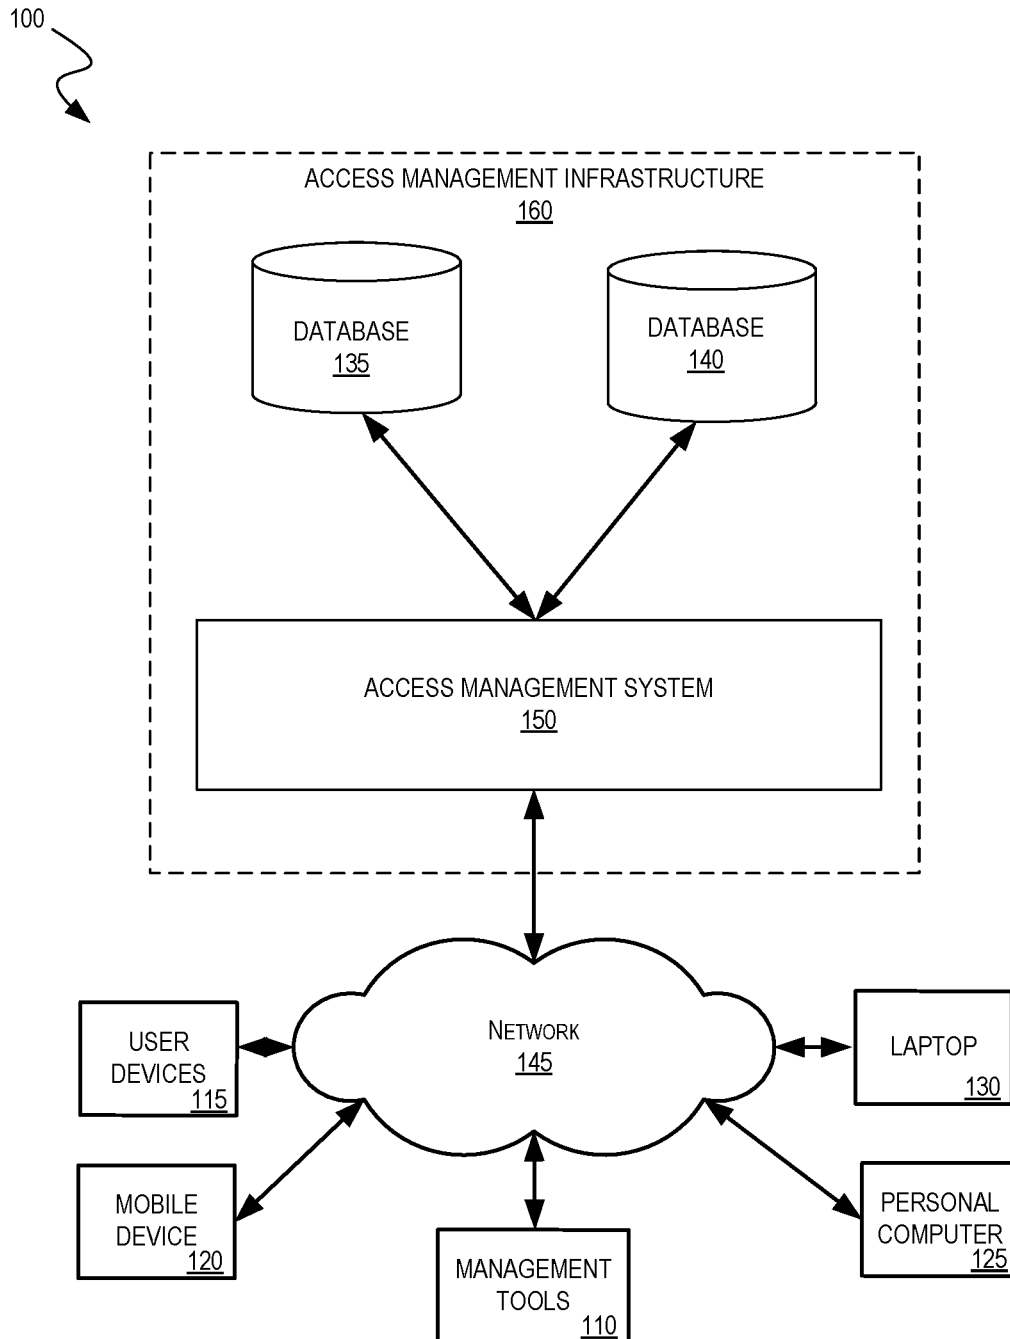 100
ACCESS MANAGEMENT INFRASTRUCTURE
160
DATABASE
135
DATABASE
140
ACCESS MANAGEMENT SYSTEM
150
NETWORK
145
USER
DEVICES
115
LAPTOP
130
MOBILE
DEVICE
120
PERSONAL
COMPUTER
125
MANAGEMENT
TOOLS
110